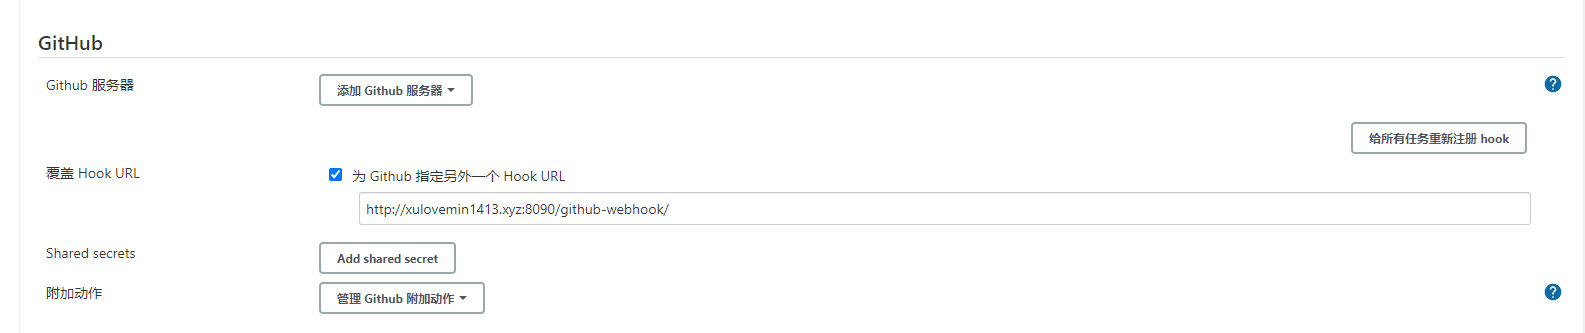 GitHub
Github 服务器
添加 Github 服务器
?
给所有任务重新注册 hook
覆盖 Hook URL
为 Github 指定另外一个 Hook URL
http://xulovemin1413.xyz:8090/github-webhook/
Shared secrets
Add shared secret
附加动作
管理 Github 附加动作
?